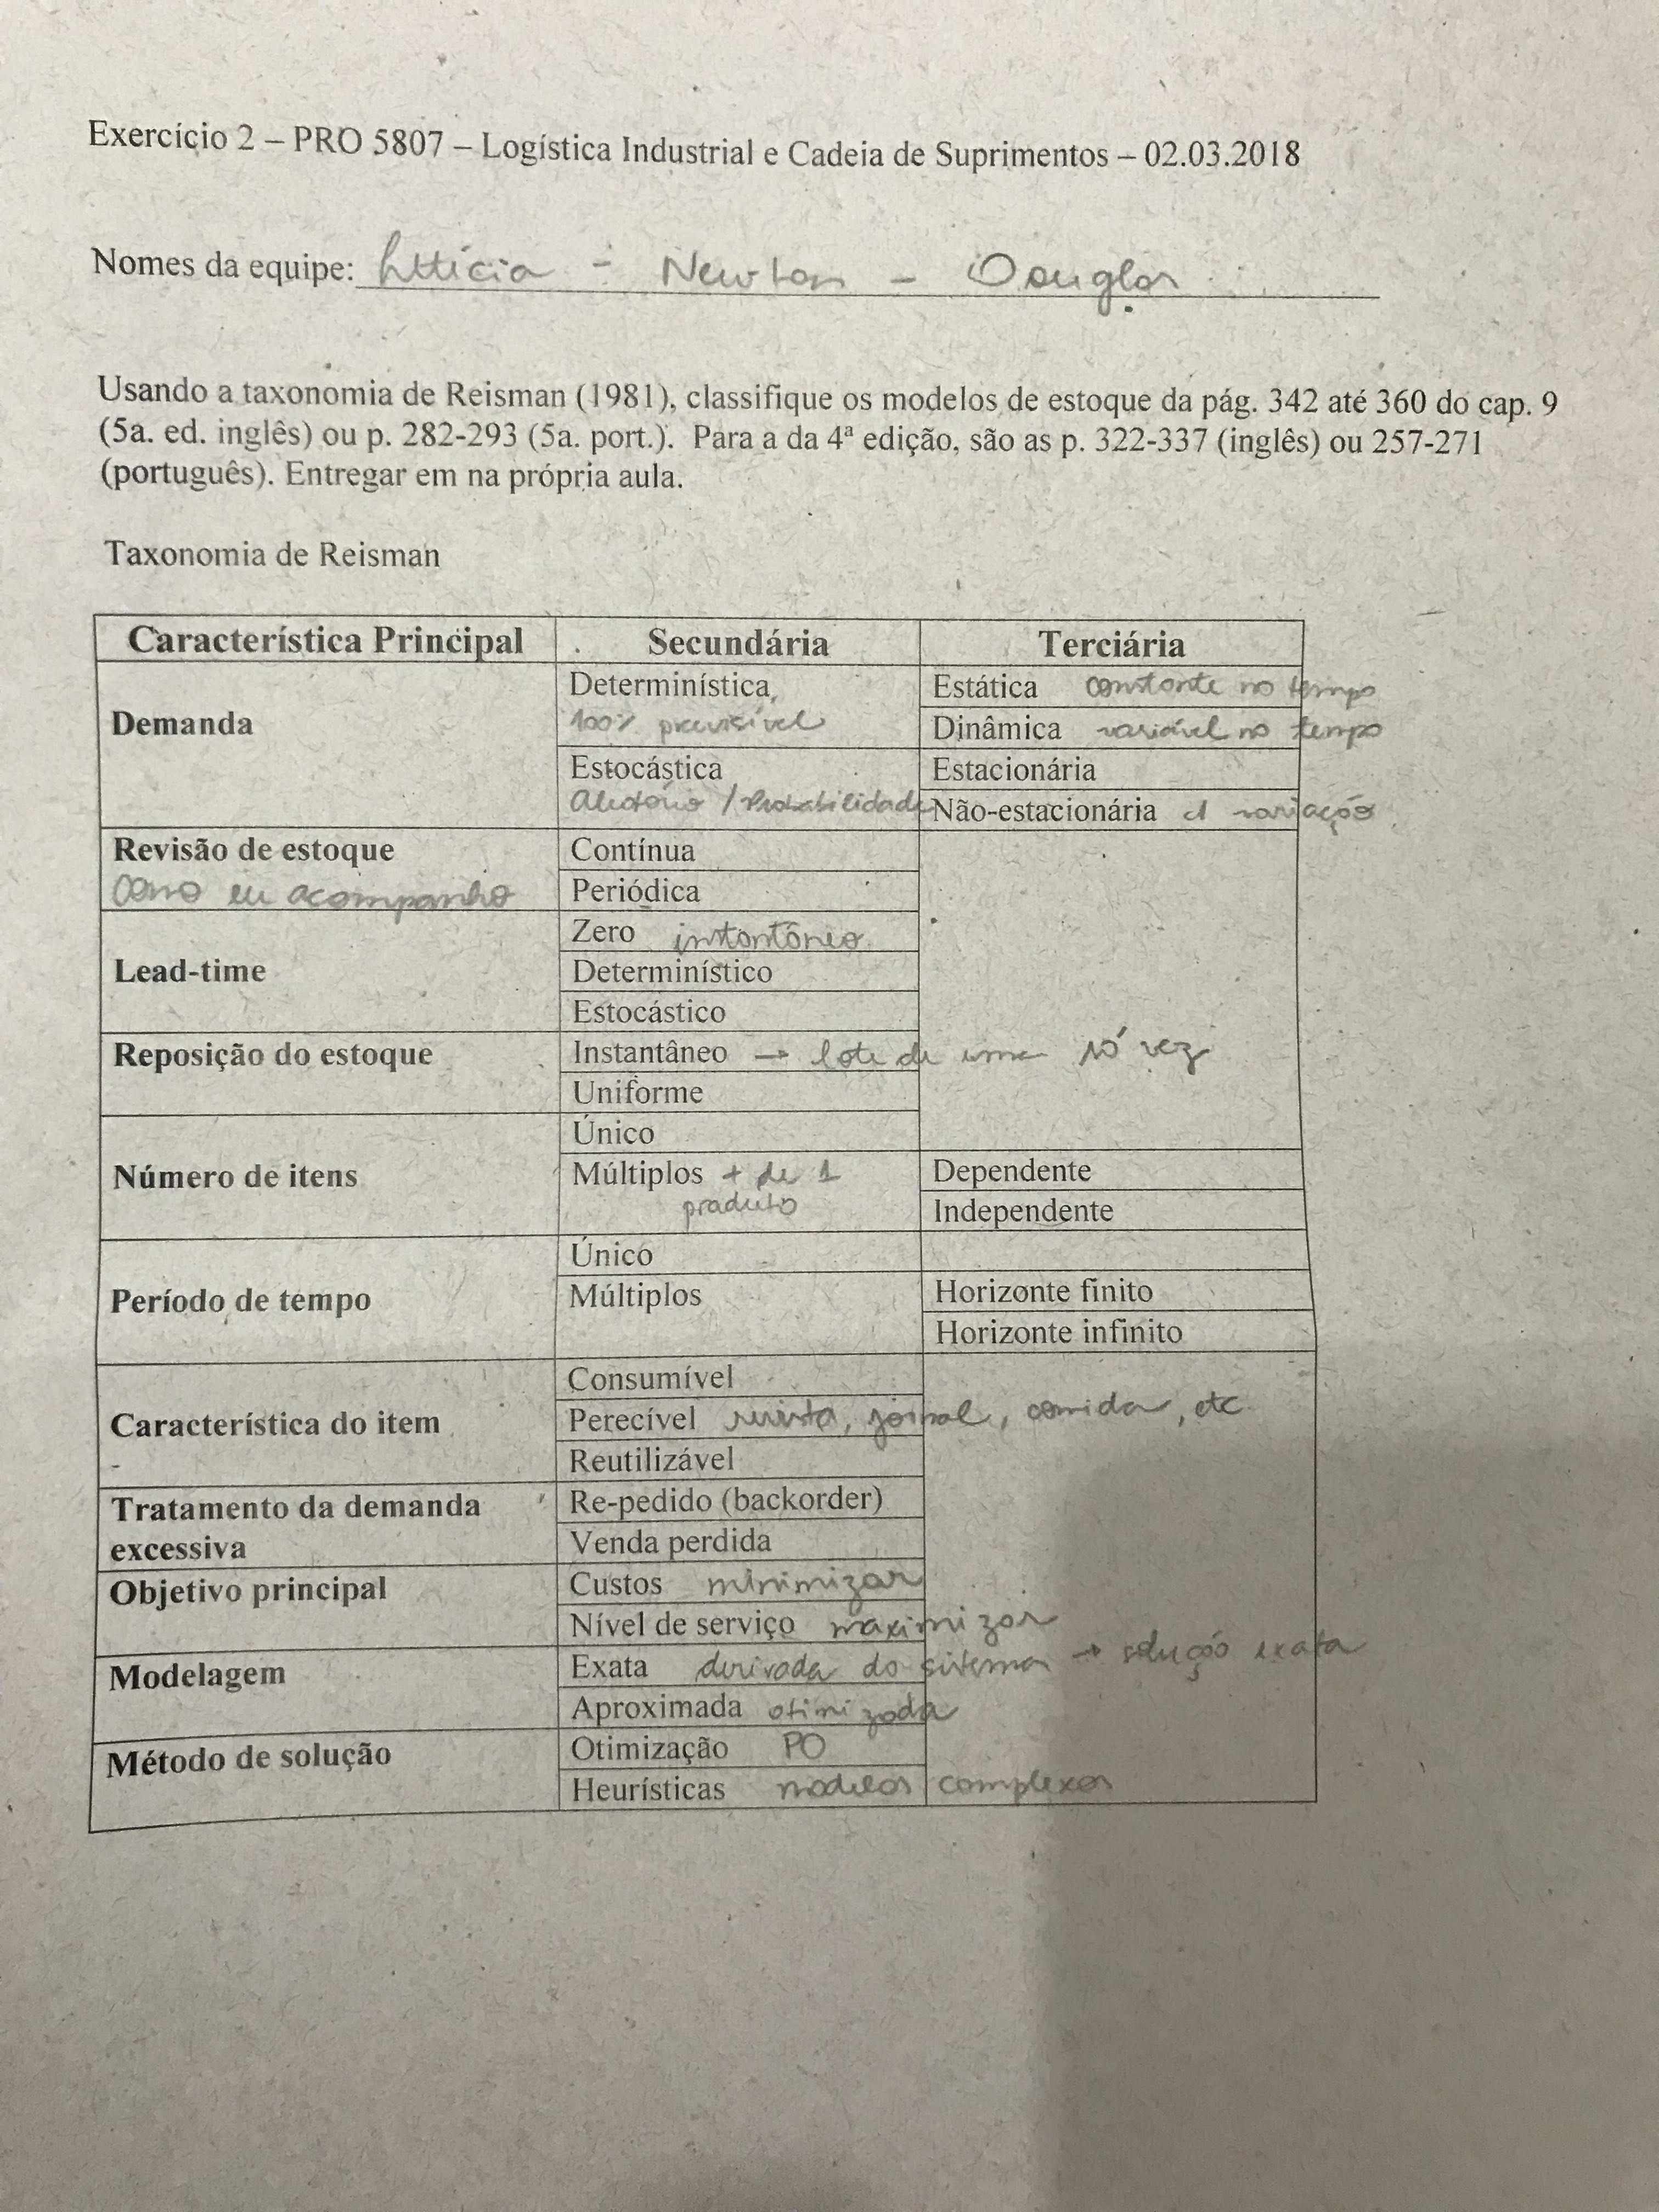 Exercício 2 – PRO 5807 – Logística Industrial e Cadeia de Suprimentos – 02.03.2018
Nomes da equipe: Letticia - Newton - Douglas
Usando a taxonomia de Reisman (1981), classifique os modelos de estoque da pág. 342 até 360 do cap. 9
(5a. ed. inglês) ou p. 282-293 (5a. port.). Para a da 4ª edição, são as p. 322-337 (inglês) ou 257-271
(português). Entregar em na própria aula.
Taxonomia de Reisman
Característica Principal Secundária Terciária
Demanda
Determinística,
100% previsível
Estática constante no tempo
Dinâmica variável no tempo
Estocástica
Aleatório / Probabilidade
Estacionária
Não-estacionária c/ variação
Revisão de estoque
Como eu acompanho
Contínua
Periódica
Lead-time
Zero instantâneo
Determinístico
Estocástico
Reposição do estoque
Instantâneo → lote de uma só vez
Uniforme
Número de itens
Único
Múltiplos + de 1
produto
Dependente
Independente
Período de tempo
Único
Múltiplos
Horizonte finito
Horizonte infinito
Característica do item
Consumível
Perecível revista, jornal, comida, etc
Reutilizável
Tratamento da demanda
excessiva
Re-pedido (backorder)
Venda perdida
Objetivo principal
Custos minimizar
Nível de serviço maximizar
Modelagem
Exata derivada do sistema → solução exata
Aproximada otimizada
Método de solução
Otimização PO
Heurísticas modelos complexos